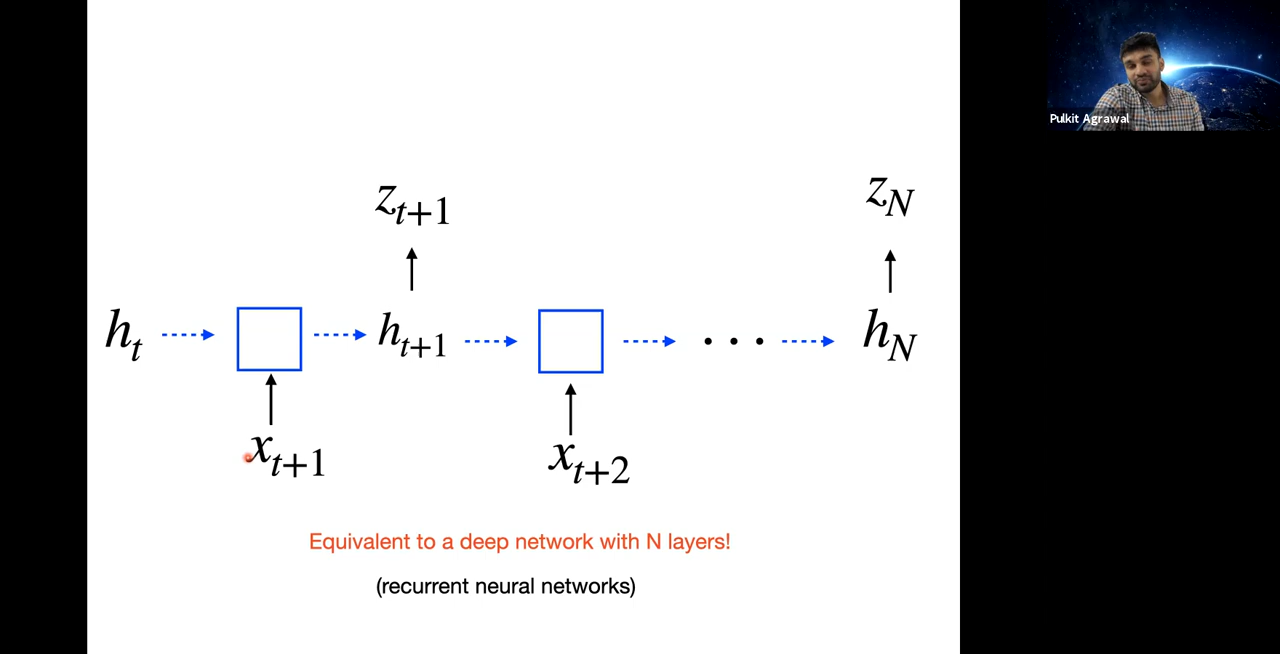 Pulkit Agrawal
z_{t+1}
z_N
h_t
h_{t+1}
. . .
h_N
x_{t+1}
x_{t+2}
Equivalent to a deep network with N layers!
(recurrent neural networks)